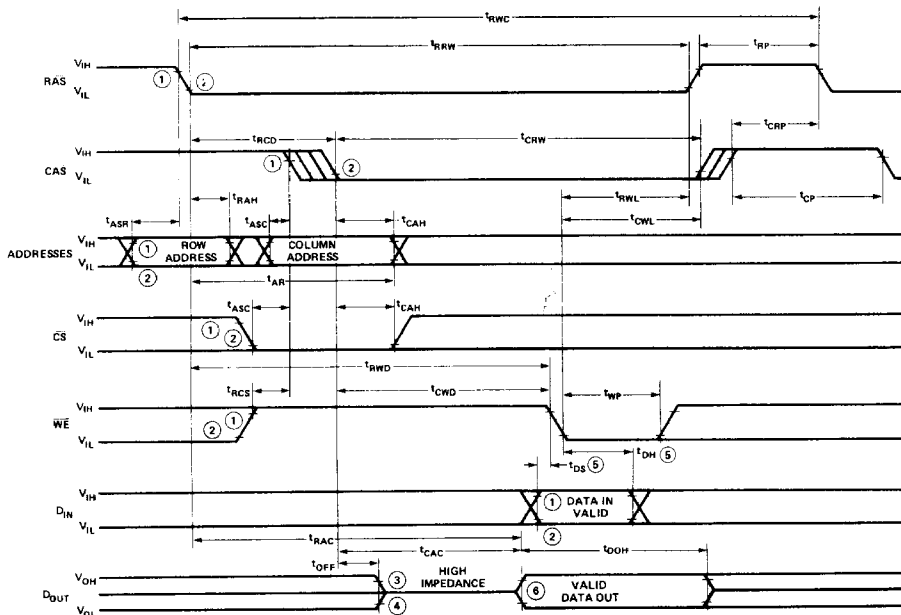 tRWC
tRRW
tRP
VIH
RAS
VIL
1
2
tRCD
tCRW
tCRP
VIH
CAS
VIL
1
2
tRAH
tRWL
tCP
tASR
tASC
tCAH
tCWL
ADDRESSES
VIH
VIL
1
2
ROW
ADDRESS
COLUMN
ADDRESS
tAR
tASC
tCAH
CS
VIH
VIL
1
2
tRWD
tRCS
tCWD
tWP
WE
VIH
VIL
2
1
tDH 5
tDS 5
DIN
VIH
VIL
1
2
DATA IN
VALID
tRAC
tCAC
tDOH
tOFF
HIGH
IMPEDANCE
DOUT
VOH
VOL
3
4
6
VALID
DATA OUT